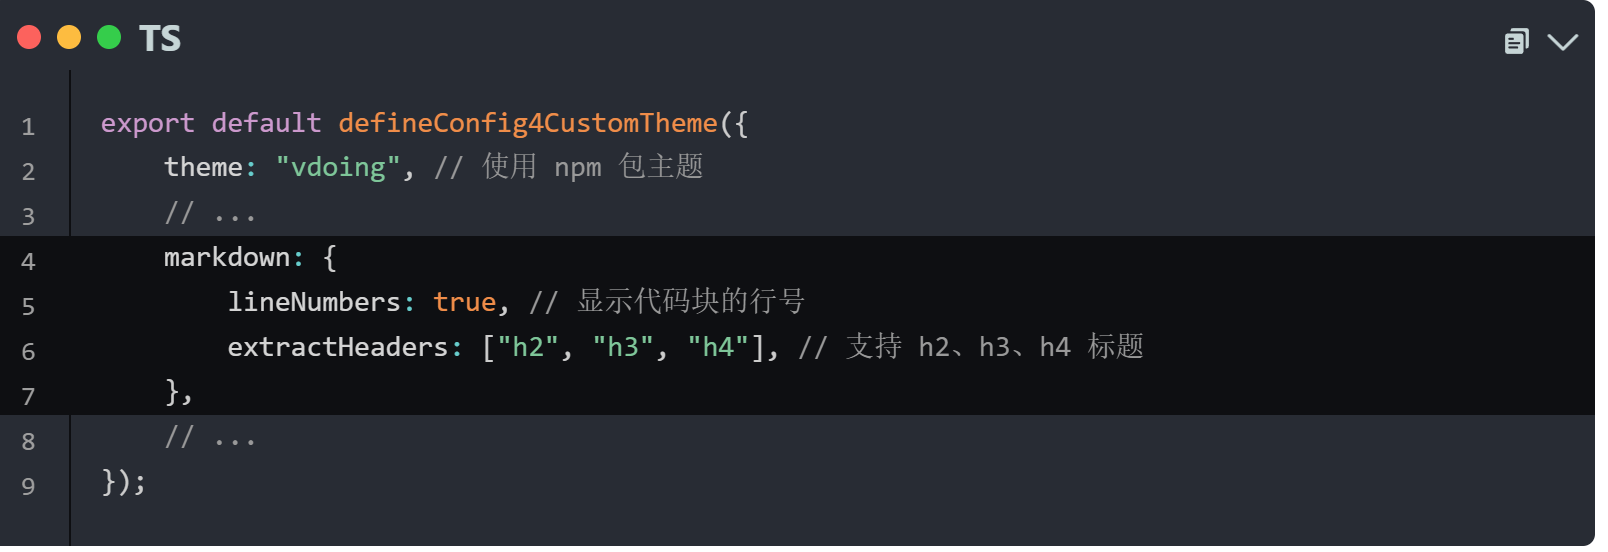 TS
1 export default defineConfig4CustomTheme({
2     theme: "vdoing", // 使用 npm 包主题
3     // ...
4     markdown: {
5         lineNumbers: true, // 显示代码块的行号
6         extractHeaders: ["h2", "h3", "h4"], // 支持 h2、h3、h4 标题
7     },
8     // ...
9 });